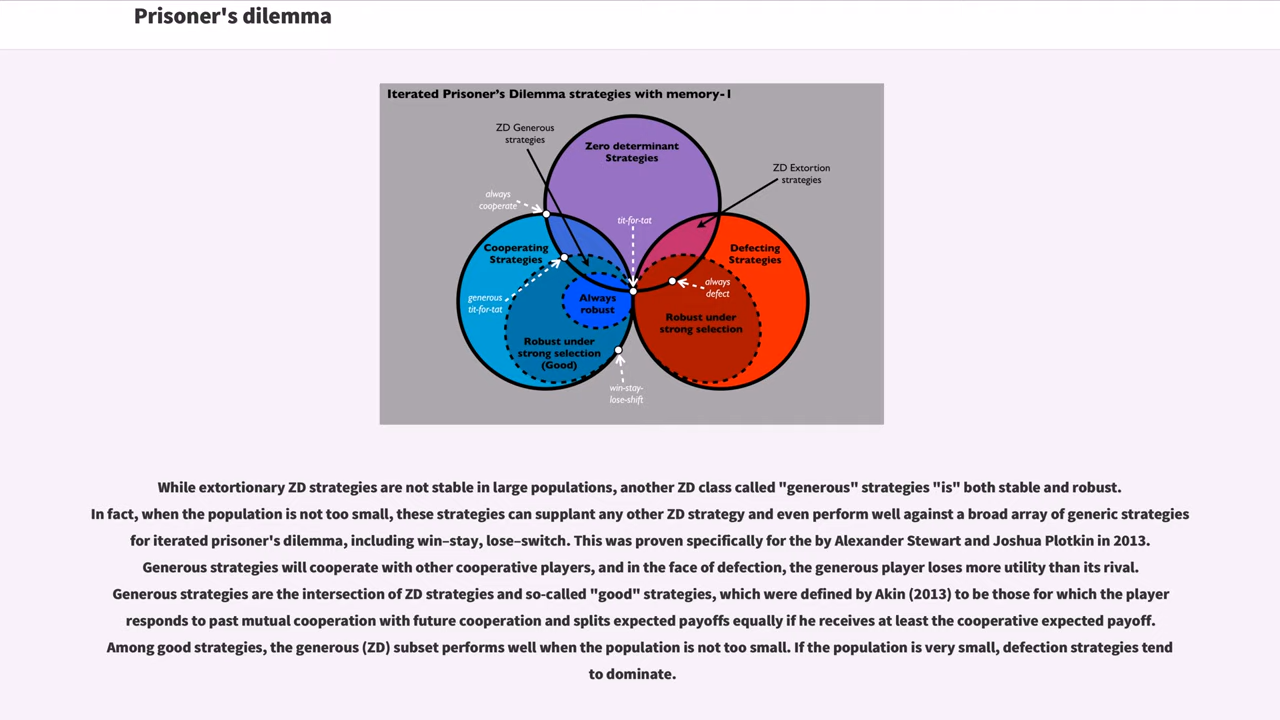 Prisoner's dilemma
Iterated Prisoner's Dilemma strategies with memory-1
ZD Generous
strategies
Zero determinant
Strategies
ZD Extortion
strategies
always
cooperate
tit-for-tat
Cooperating
Strategies
Defecting
Strategies
generous
tit-for-tat
Always
robust
always
defect
Robust under
strong selection
Robust under
strong selection
(Good)
win-stay-
lose-shift
While extortionary ZD strategies are not stable in large populations, another ZD class called "generous" strategies "is" both stable and robust.
In fact, when the population is not too small, these strategies can supplant any other ZD strategy and even perform well against a broad array of generic strategies
for iterated prisoner's dilemma, including win–stay, lose–switch. This was proven specifically for the by Alexander Stewart and Joshua Plotkin in 2013.
Generous strategies will cooperate with other cooperative players, and in the face of defection, the generous player loses more utility than its rival.
Generous strategies are the intersection of ZD strategies and so-called "good" strategies, which were defined by Akin (2013) to be those for which the player
responds to past mutual cooperation with future cooperation and splits expected payoffs equally if he receives at least the cooperative expected payoff.
Among good strategies, the generous (ZD) subset performs well when the population is not too small. If the population is very small, defection strategies tend
to dominate.